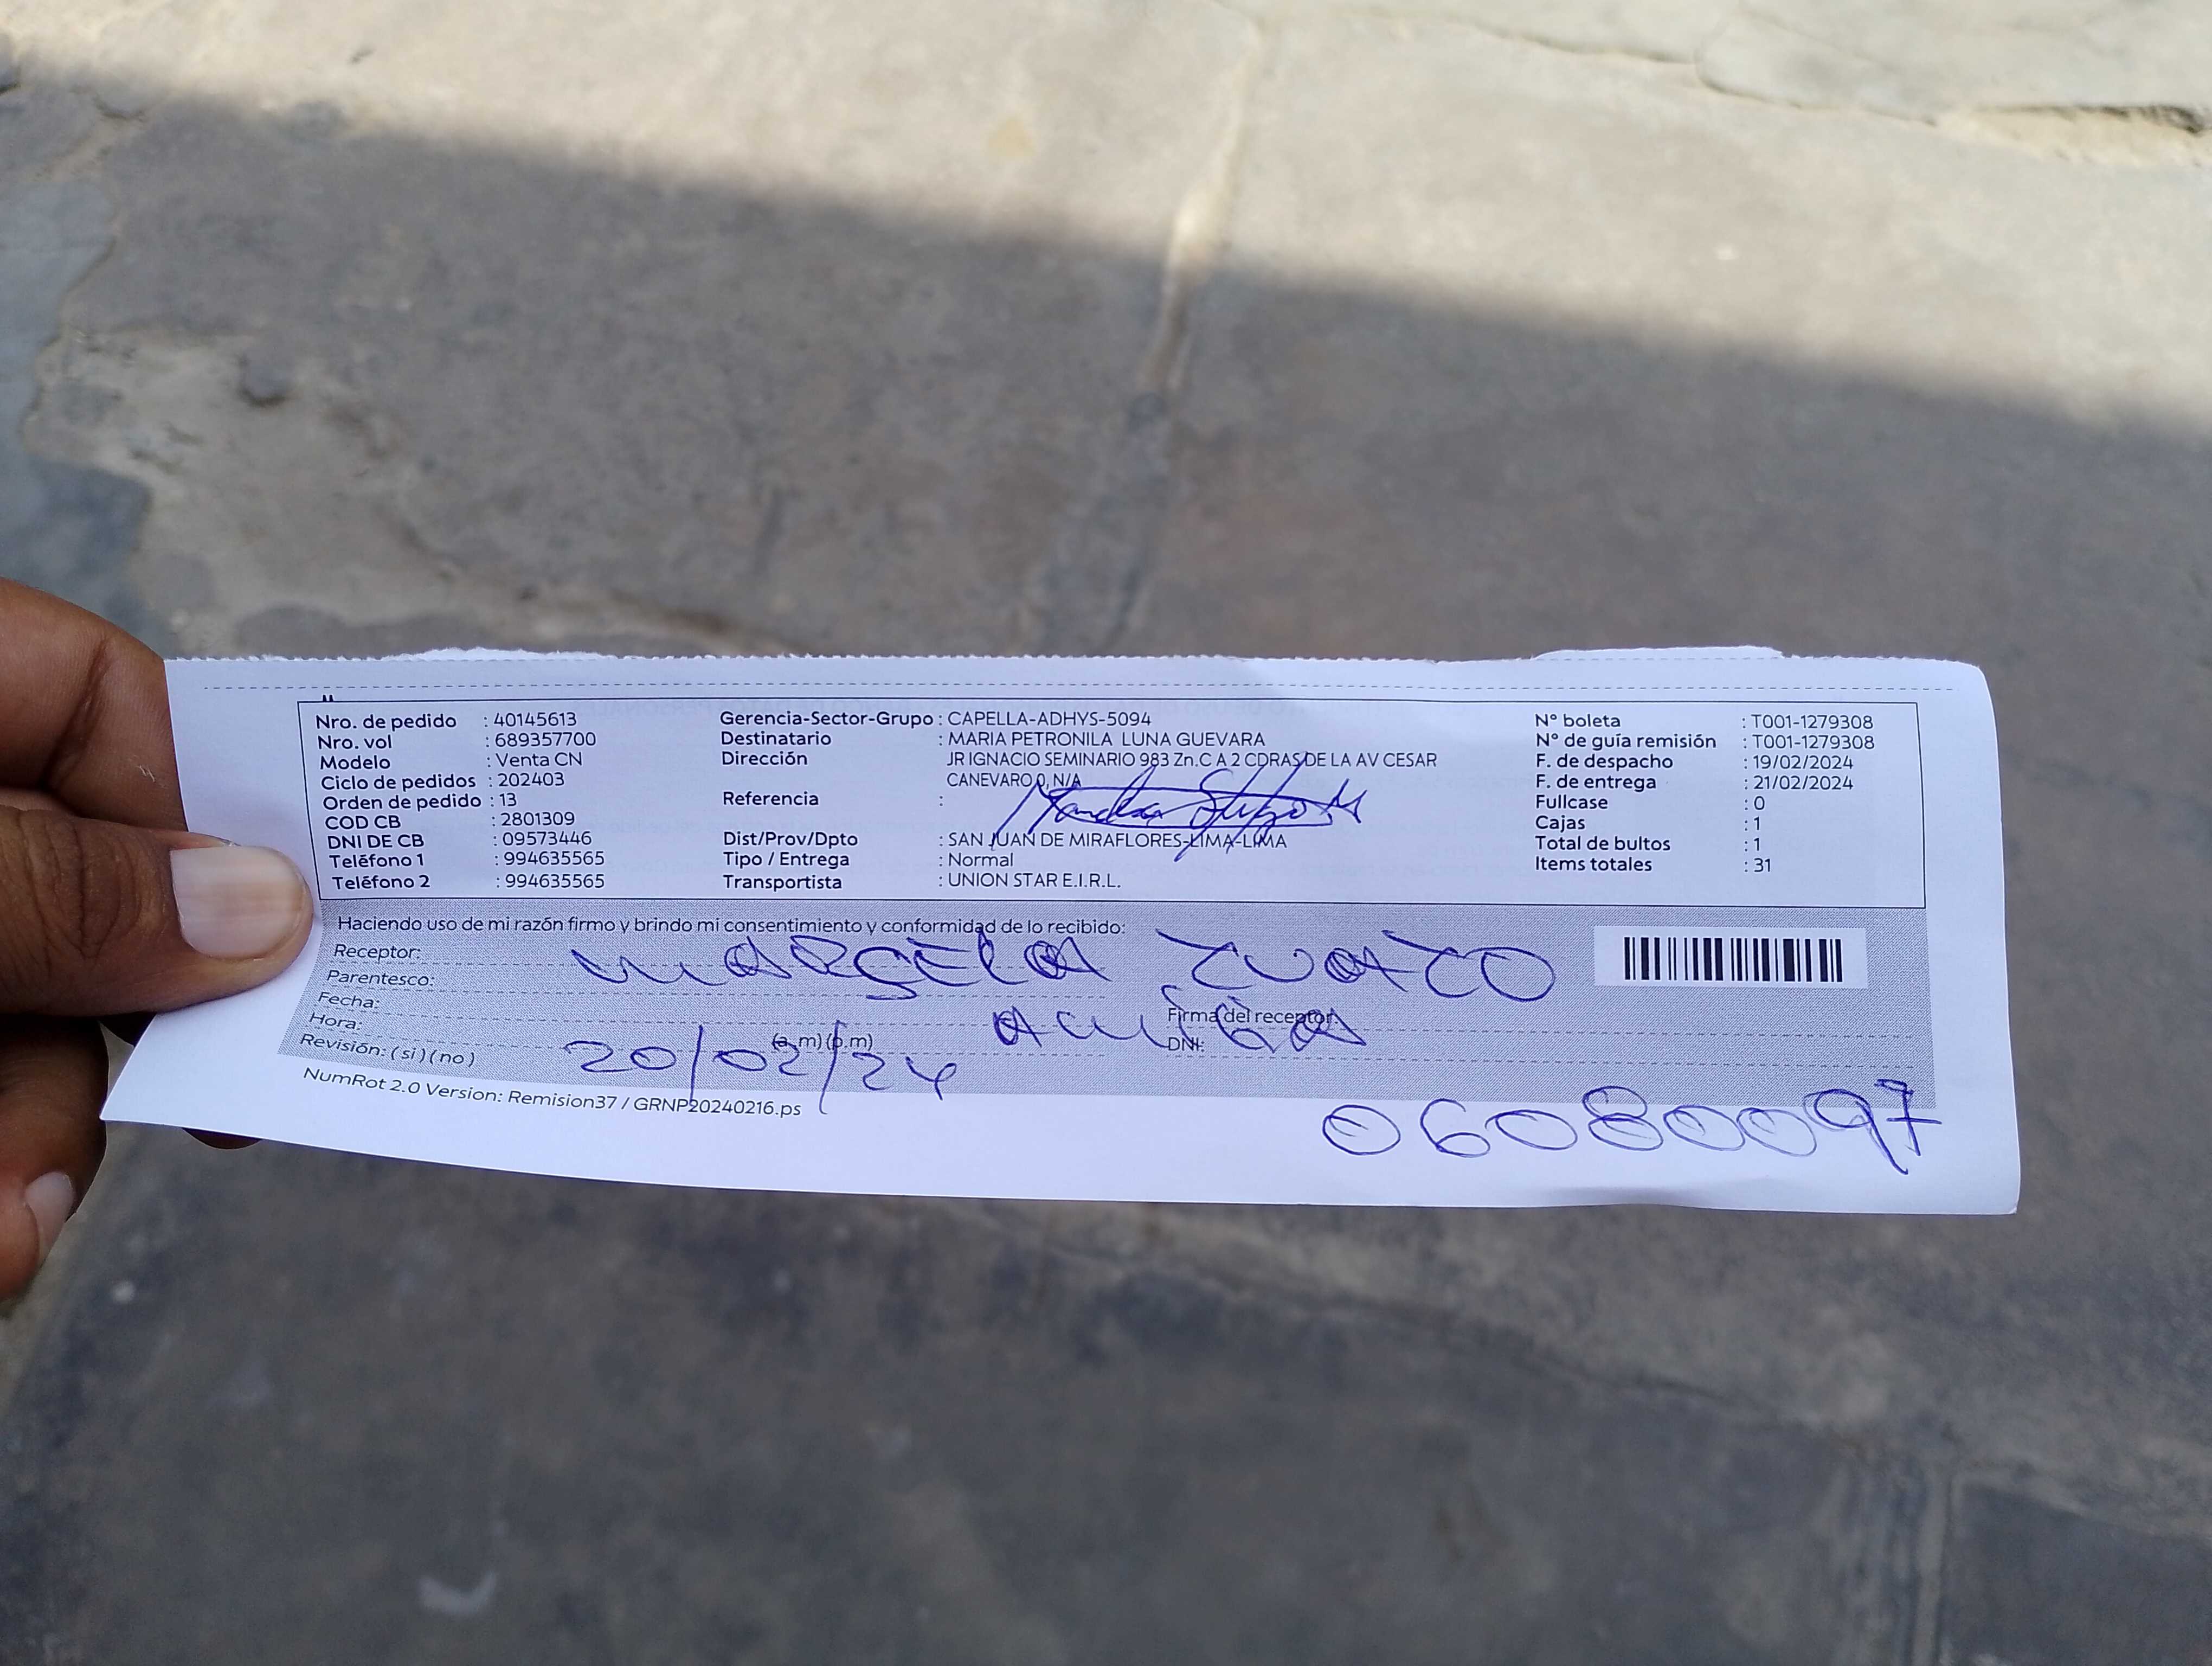 Nro. de pedido : 40145613
Nro. vol : 689357700
Modelo : Venta CN
Ciclo de pedidos : 202403
Orden de pedido : 13
COD CB : 2801309
DNI DE CB : 09573446
Teléfono 1 : 994635565
Teléfono 2 : 994635565
Gerencia-Sector-Grupo : CAPELLA-ADHYS-5094
Destinatario : MARIA PETRONILA LUNA GUEVARA
Dirección JR IGNACIO SEMINARIO 983 Zn.C A 2 CDRAS DE LA AV CESAR
CANEVARO 0, N/A
Referencia :
Dist/Prov/Dpto : SAN JUAN DE MIRAFLORES-LIMA-LIMA
Tipo / Entrega : Normal
Transportista : UNION STAR E.I.R.L.
N° boleta : T001-1279308
N° de guía remisión : T001-1279308
F. de despacho : 19/02/2024
F. de entrega : 21/02/2024
Fullcase : 0
Cajas : 1
Total de bultos : 1
Items totales : 31
Haciendo uso de mi razón firmo y brindo mi consentimiento y conformidad de lo recibido:
Receptor: MARSELA
Parentesco:
Fecha: Firma del receptor:
AMIGA
Hora: (a. m) (p.m) DNI:
20/02/24
Revisión: ( si ) ( no )
06080097
NumRot 2.0 Version: Remision37 / GRNP20240216.ps